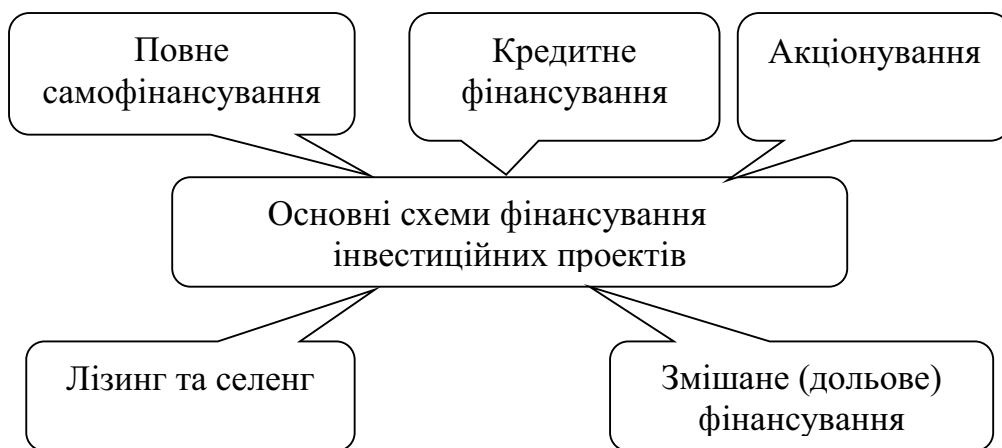 Повне
самофінансування
Кредитне
фінансування
Акціонування
Основні схеми фінансування
інвестиційних проектів
Лізинг та селенг
Змішане (дольове)
фінансування